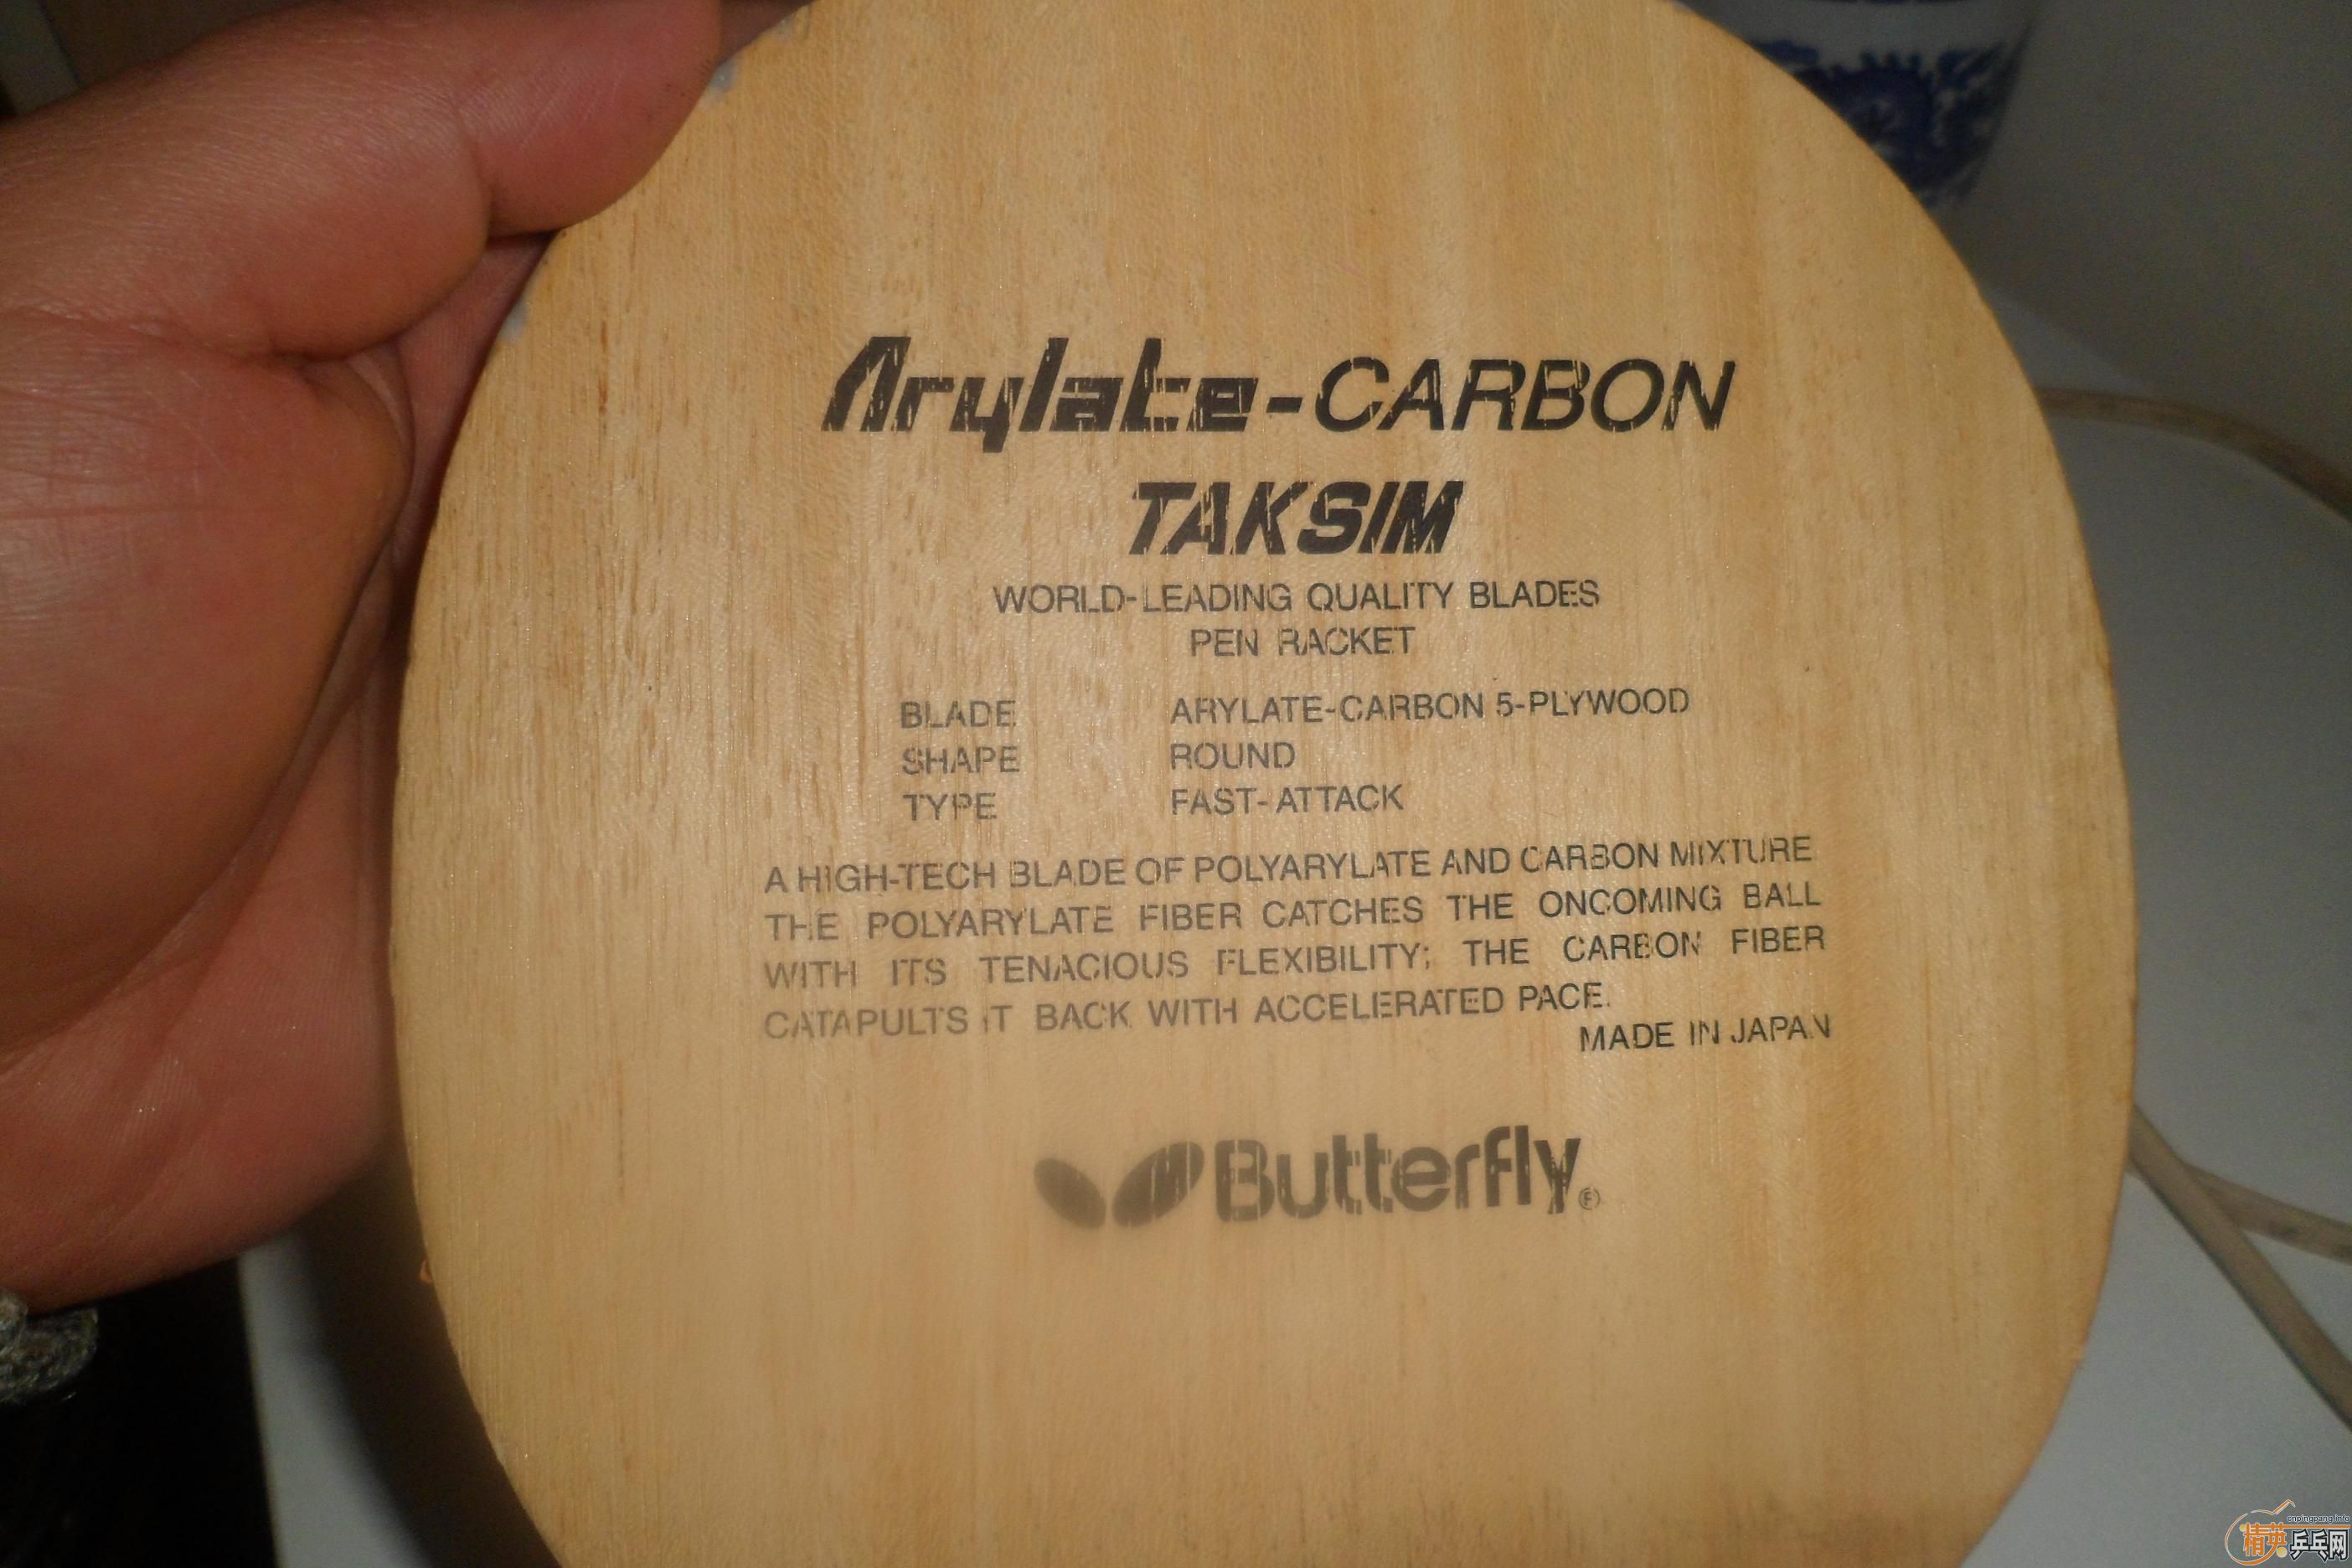 Arylate-CARBON
TAKSIM
WORLD-LEADING QUALITY BLADES
PEN RACKET
BLADE ARYLATE-CARBON 5-PLYWOOD
SHAPE ROUND
TYPE FAST-ATTACK
A HIGH-TECH BLADE OF POLYARYLATE AND CARBON MIXTURE
THE POLYARYLATE FIBER CATCHES THE ONCOMING BALL
WITH ITS TENACIOUS FLEXIBILITY; THE CARBON FIBER
CATAPULTS IT BACK WITH ACCELERATED PACE.
MADE IN JAPAN
Butterfly®
cnpingpang.info
精英乒乓网